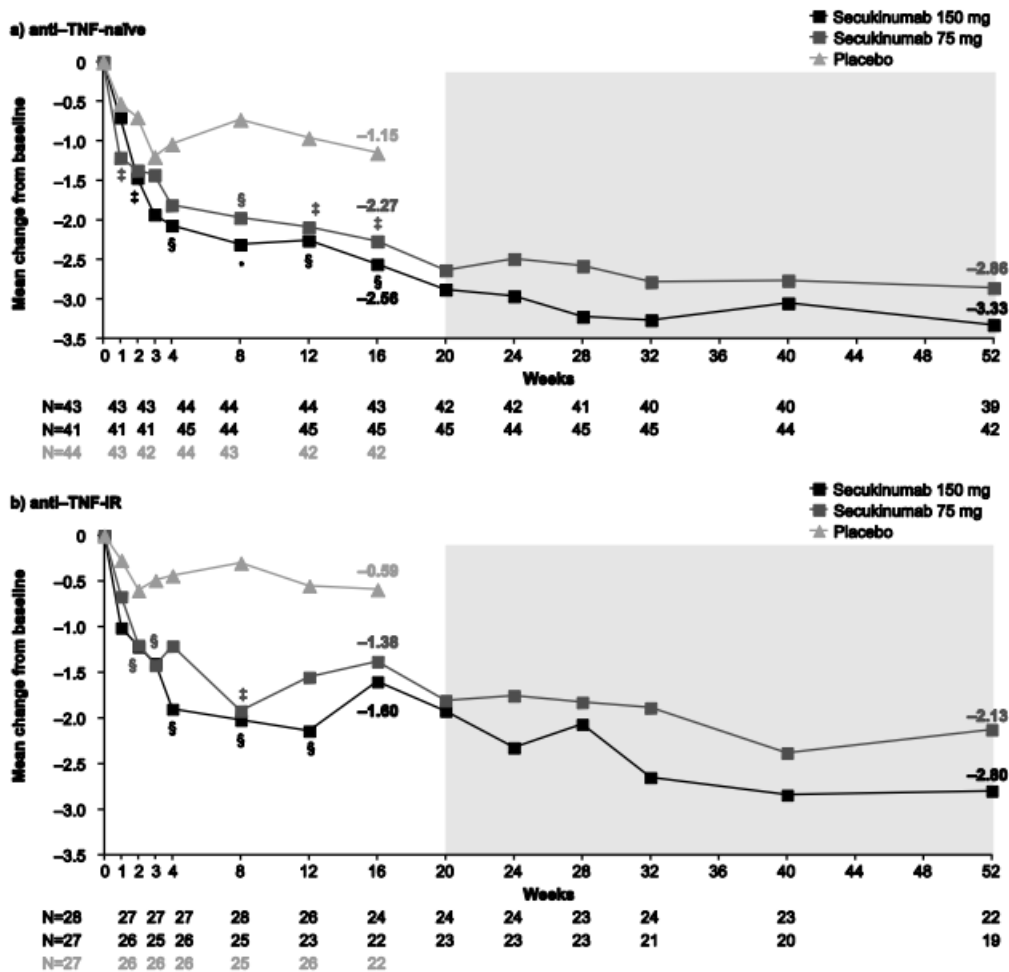 a) anti–TNF-naïve
Secukinumab 150 mg
Secukinumab 75 mg
Placebo
Mean change from baseline
0
–0.5
–1.0
–1.5
–2.0
–2.5
–3.0
–3.5
–1.15
–2.27
–2.56
–2.86
–3.33
‡
‡
§
§
•
‡
§
‡
§
0 1 2 3 4 8 12 16 20 24 28 32 36 40 44 48 52
Weeks
N=43 43 43 44 44 44 43 42 42 41 40 40 39
N=41 41 41 45 44 45 45 45 44 45 45 44 42
N=44 43 42 44 43 42 42
b) anti–TNF-IR
Secukinumab 150 mg
Secukinumab 75 mg
Placebo
Mean change from baseline
0
–0.5
–1.0
–1.5
–2.0
–2.5
–3.0
–3.5
–0.59
–1.38
–1.60
–2.13
–2.80
§
§
§
‡
§
§
0 1 2 3 4 8 12 16 20 24 28 32 36 40 44 48 52
Weeks
N=28 27 27 27 28 26 24 24 24 23 24 23 22
N=27 26 25 26 25 23 22 23 23 23 21 20 19
N=27 26 26 26 25 26 22